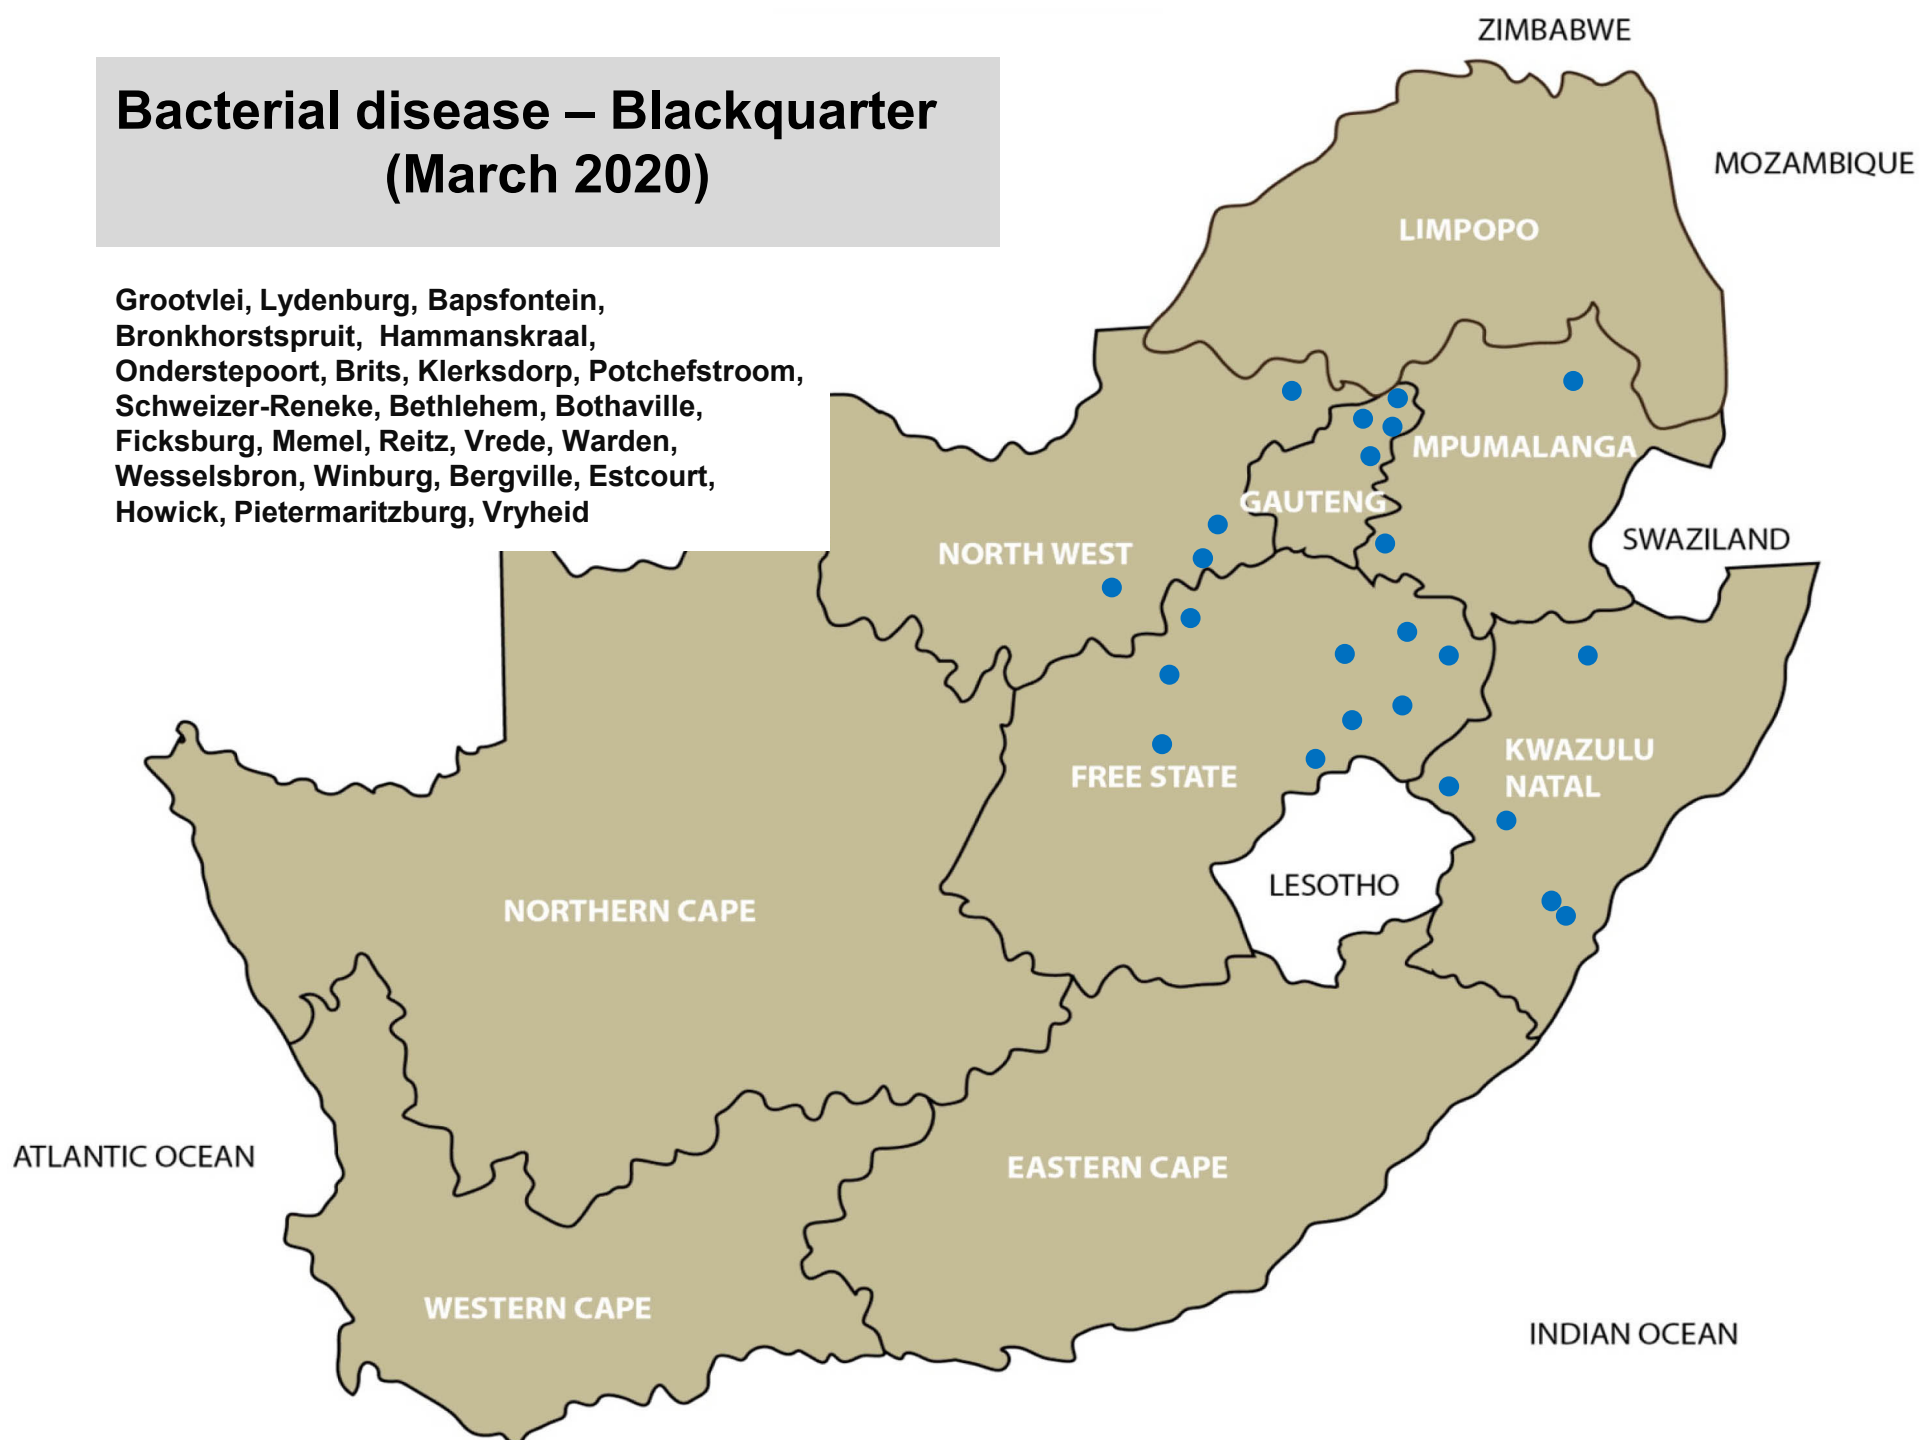 Bacterial disease – Blackquarter
(March 2020)
Grootvlei, Lydenburg, Bapsfontein,
Bronkhorstspruit, Hammanskraal,
Onderstepoort, Brits, Klerksdorp, Potchefstroom,
Schweizer-Reneke, Bethlehem, Bothaville,
Ficksburg, Memel, Reitz, Vrede, Warden,
Wesselsbron, Winburg, Bergville, Estcourt,
Howick, Pietermaritzburg, Vryheid
ZIMBABWE
MOZAMBIQUE
LIMPOPO
MPUMALANGA
GAUTENG
SWAZILAND
NORTH WEST
KWAZULU
NATAL
FREE STATE
LESOTHO
NORTHERN CAPE
ATLANTIC OCEAN
EASTERN CAPE
WESTERN CAPE
INDIAN OCEAN